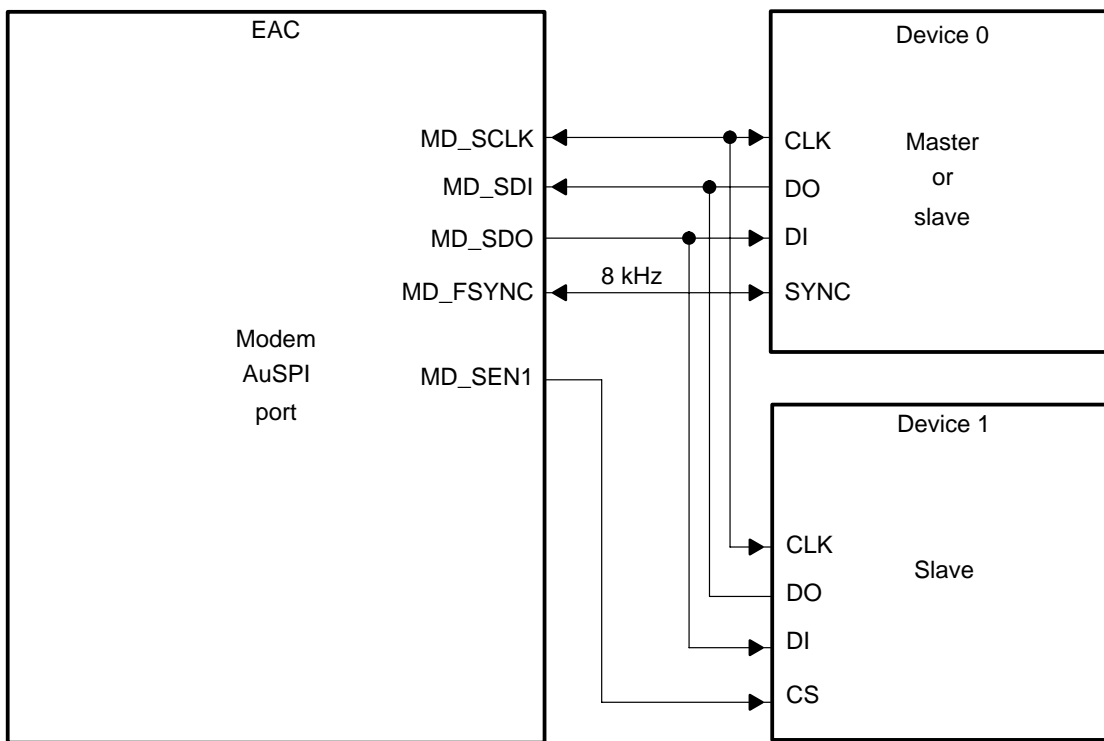 EAC
MD_SCLK
MD_SDI
MD_SDO
MD_FSYNC
MD_SEN1
Modem
AuSPI
port
8 kHz
Device 0
CLK
DO
DI
SYNC
Master
or
slave
Device 1
CLK
DO
DI
CS
Slave